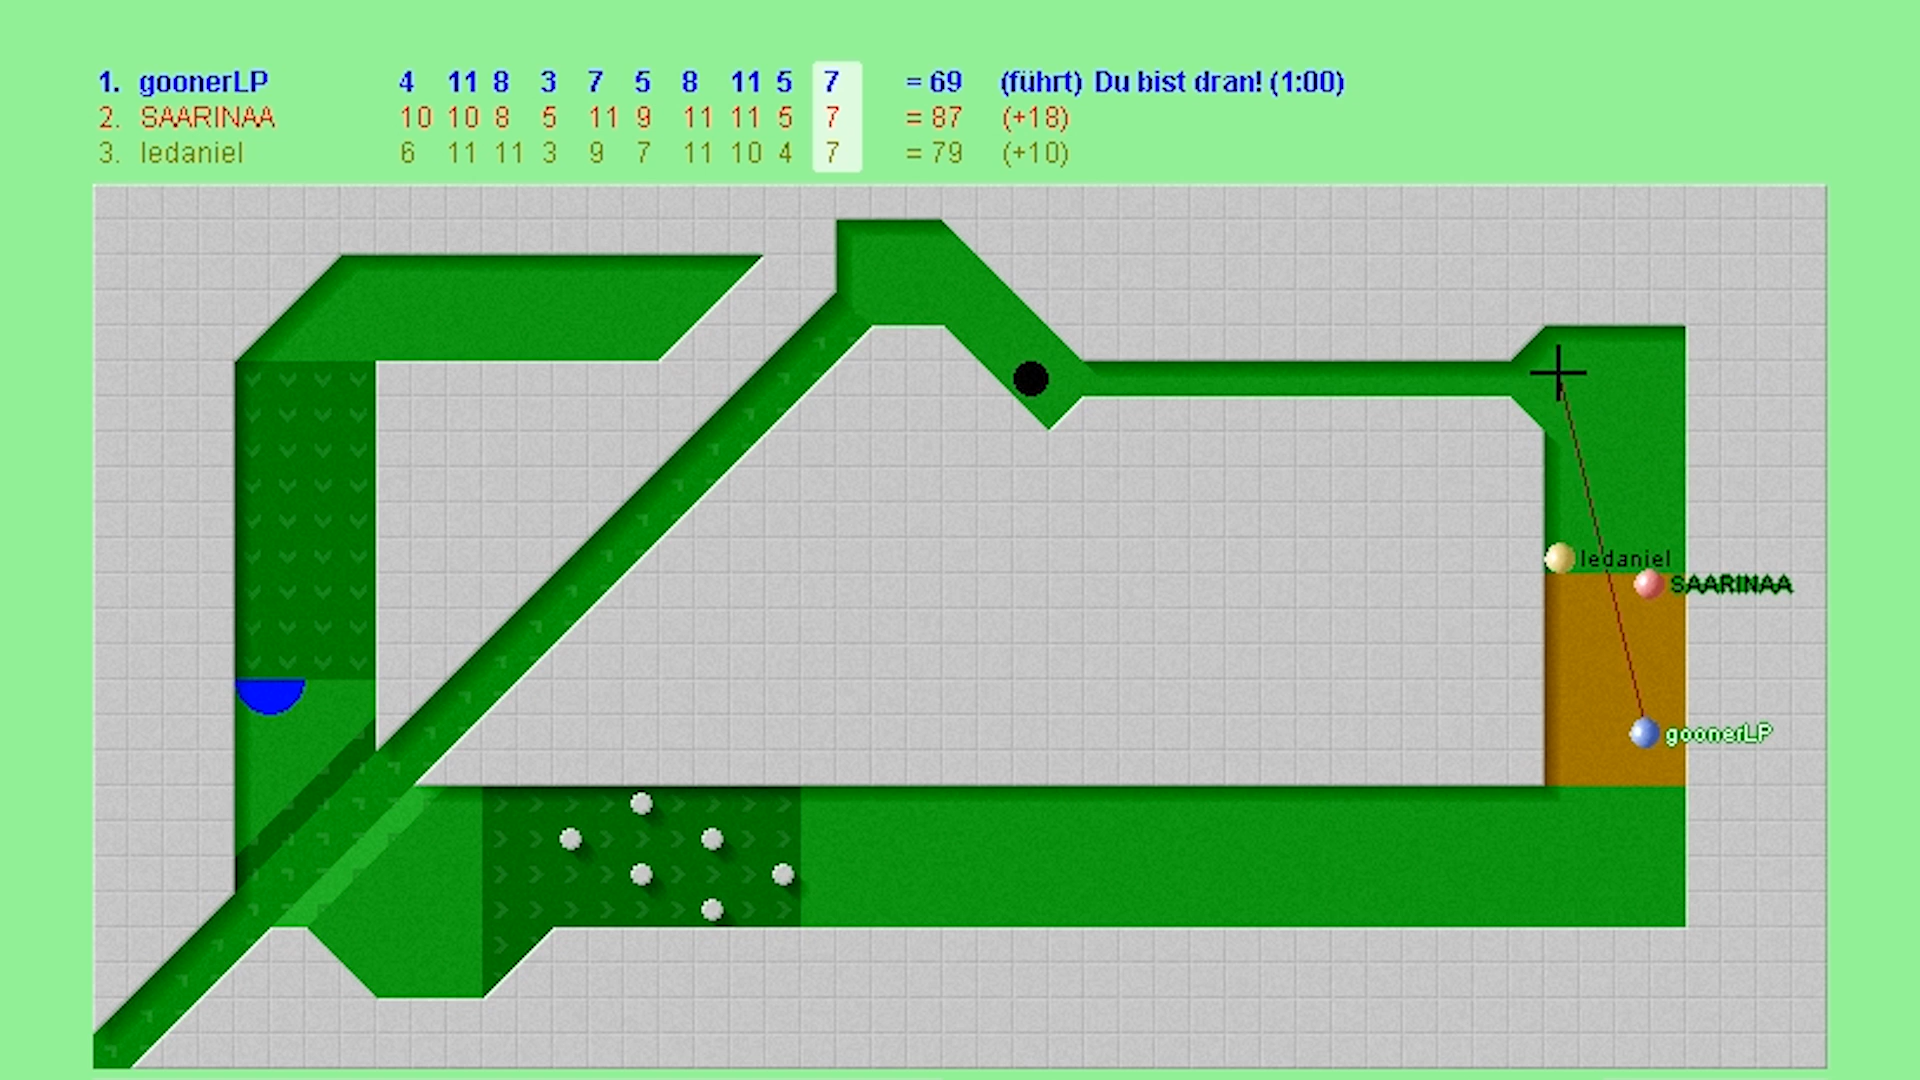 1. goonerLP 4 11 8 3 7 5 8 11 5 7 = 69 (führt) Du bist dran! (1:00)
2. SAARINAA 10 10 8 5 11 9 11 11 5 7 = 87 (+18)
3. ledaniel 6 11 11 3 9 7 11 10 4 7 = 79 (+10)
ledaniel
SAARINAA
goonerLP